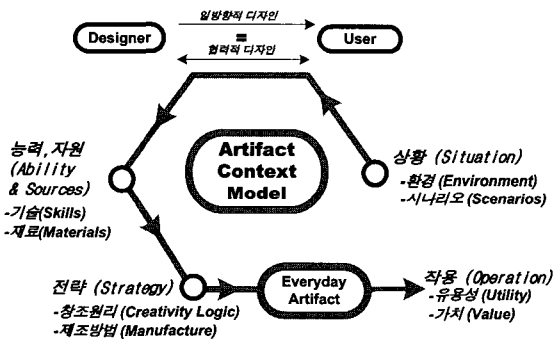 일방향적 디자인
Designer = User
협력적 디자인
능력, 자원
(Ability
& Sources)
-기술(Skills)
-재료(Materials)
Artifact
Context
Model
상황 (Situation)
-환경 (Environment)
-시나리오 (Scenarios)
전략 (Strategy)
-창조원리 (Creativity Logic)
-제조방법 (Manufacture)
Everyday
Artifact
작용 (Operation)
-유용성 (Utility)
-가치 (Value)